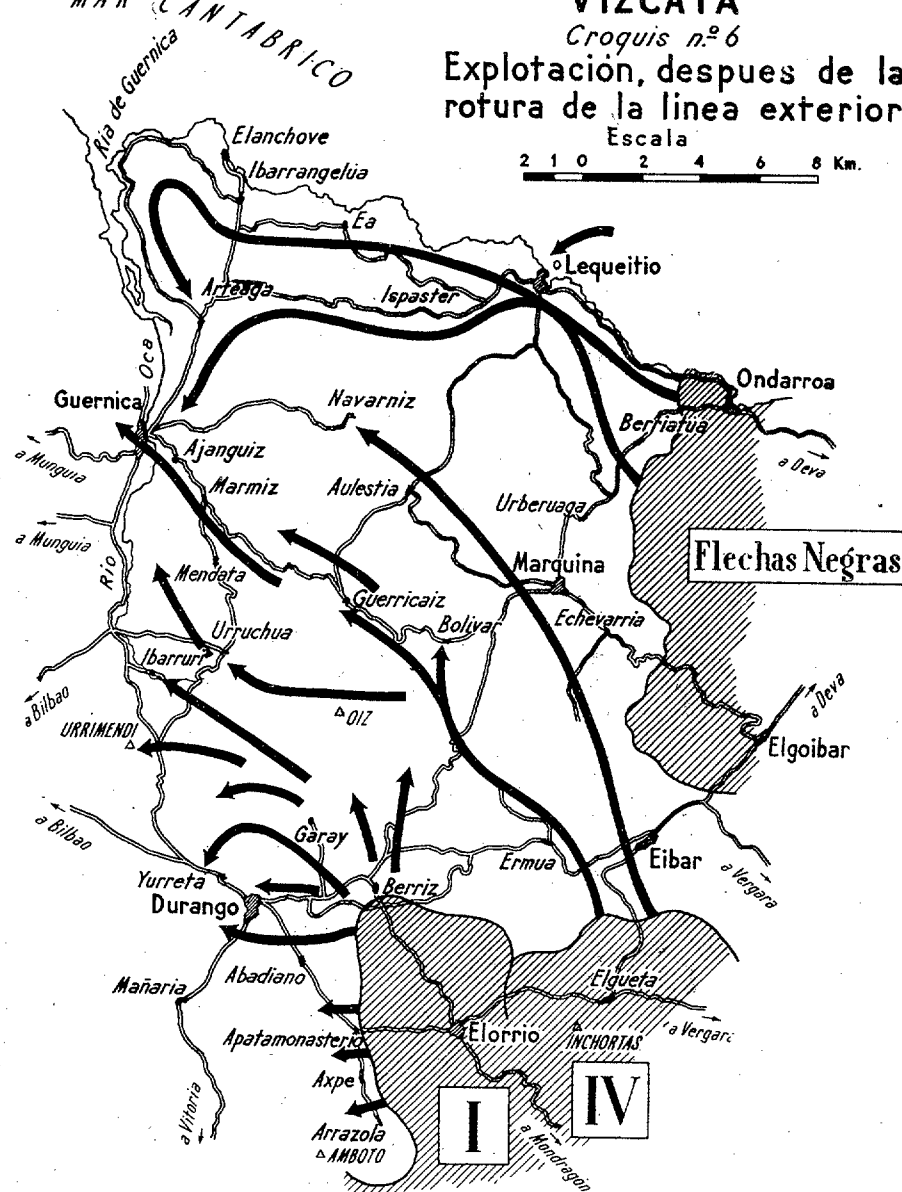 VIZCAYA
MAR CANTABRICO
Croquis n.º 6
Explotación, despues de la
rotura de la linea exterior
Escala
2 1 0 2 4 6 8 Km.
Ria de Guernica
Elanchove
Ibarrangelua
Ea
Lequeitio
Arteaga
Ispaster
Oca
Ondarroa
Guernica
Navarniz
Berriatua
a Munguia
Ajanguiz
a Deva
Marmiz
Aulestia
Urberuaga
a Munguia
Flechas Negras
Rio
Mendata
Marquina
Guerricaiz
Echevarria
Urruchua
Bolivar
Ibarruri
a Bilbao
OIZ
a Deva
URRIMENDI
Elgoibar
a Bilbao
Garay
Ermua
Eibar
a Vergara
Yurreta
Berriz
Durango
Abadiano
Elgueta
Mañaria
Elorrio
INCHORTAS
a Vergara
Apatamonasterio
Axpe
I
IV
a Vitoria
Arrazola
AMBOTO
a Mondragón